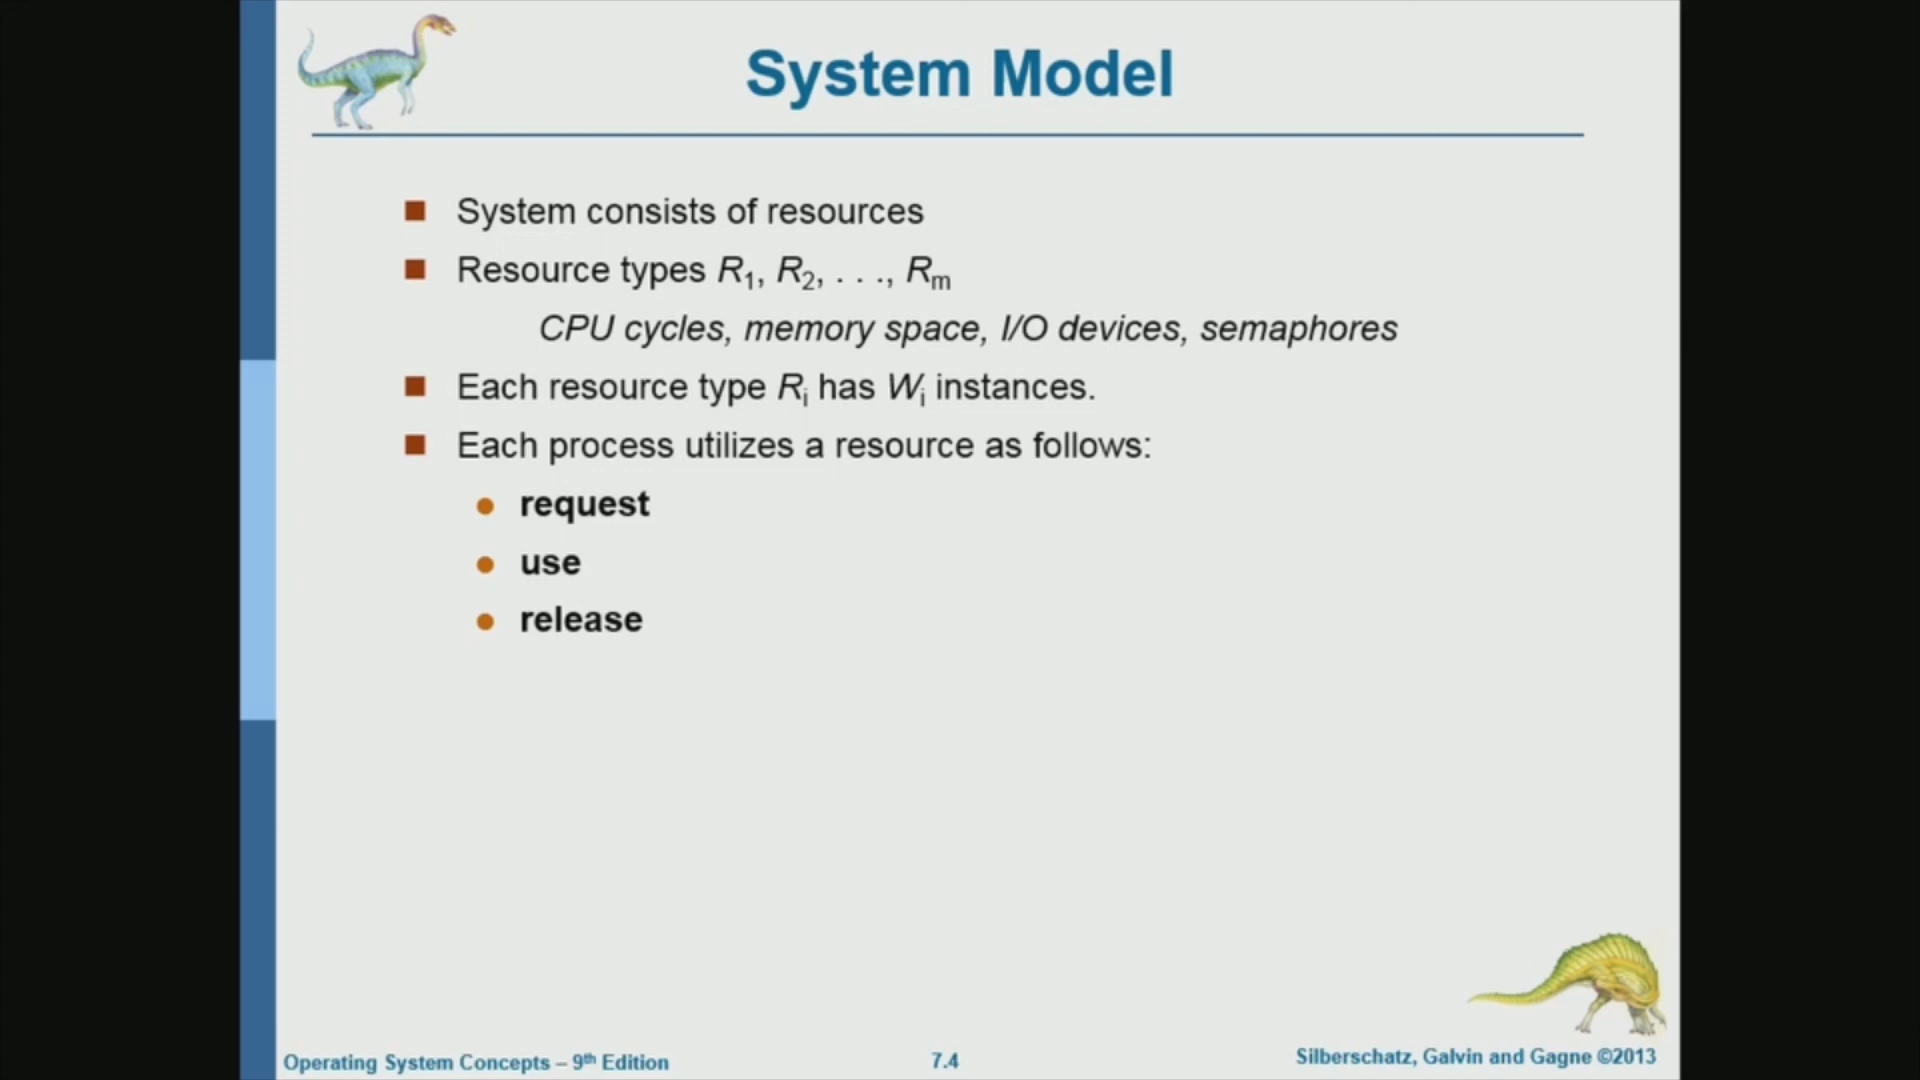 System Model
System consists of resources
Resource types R1, R2, . . ., Rm
CPU cycles, memory space, I/O devices, semaphores
Each resource type Ri has Wi instances.
Each process utilizes a resource as follows:
request
use
release
Operating System Concepts – 9th Edition
7.4
Silberschatz, Galvin and Gagne ©2013